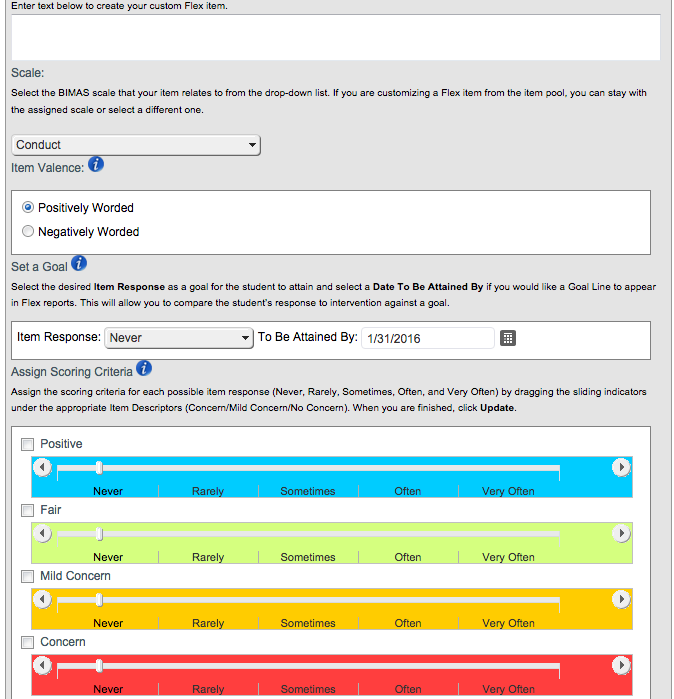 Enter text below to create your custom Flex item.
Scale:
Select the BIMAS scale that your item relates to from the drop-down list. If you are customizing a Flex item from the item pool, you can stay with
the assigned scale or select a different one.
Conduct
Item Valence: i
Positively Worded
Negatively Worded
Set a Goal i
Select the desired Item Response as a goal for the student to attain and select a Date To Be Attained By if you would like a Goal Line to appear
in Flex reports. This will allow you to compare the student's response to intervention against a goal.
Item Response: Never To Be Attained By: 1/31/2016
Assign Scoring Criteria i
Assign the scoring criteria for each possible item response (Never, Rarely, Sometimes, Often, and Very Often) by dragging the sliding indicators
under the appropriate Item Descriptors (Concern/Mild Concern/No Concern). When you are finished, click Update.
Positive
Never Rarely Sometimes Often Very Often
Fair
Never Rarely Sometimes Often Very Often
Mild Concern
Never Rarely Sometimes Often Very Often
Concern
Never Rarely Sometimes Often Very Often